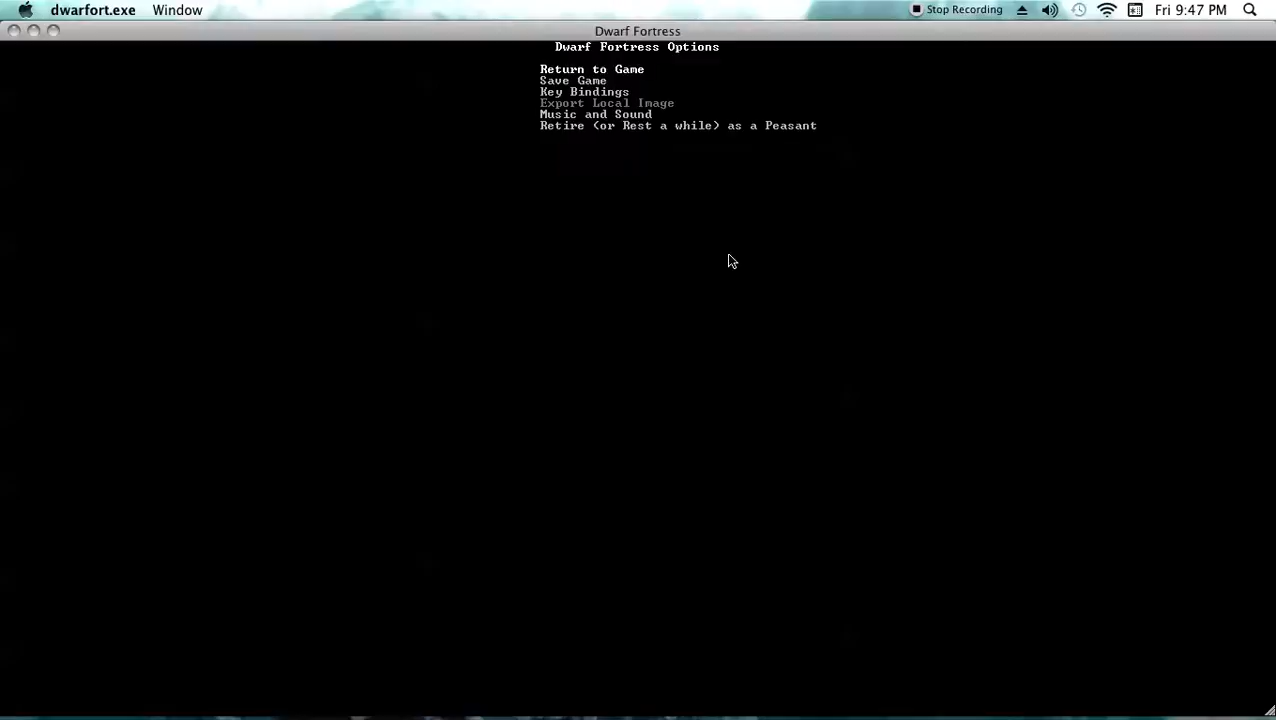 dwarfort.exe Window Stop Recording Fri 9:47 PM
Dwarf Fortress
Dwarf Fortress Options
Return to Game
Save Game
Key Bindings
Export Local Image
Music and Sound
Retire (or Rest a while) as a Peasant